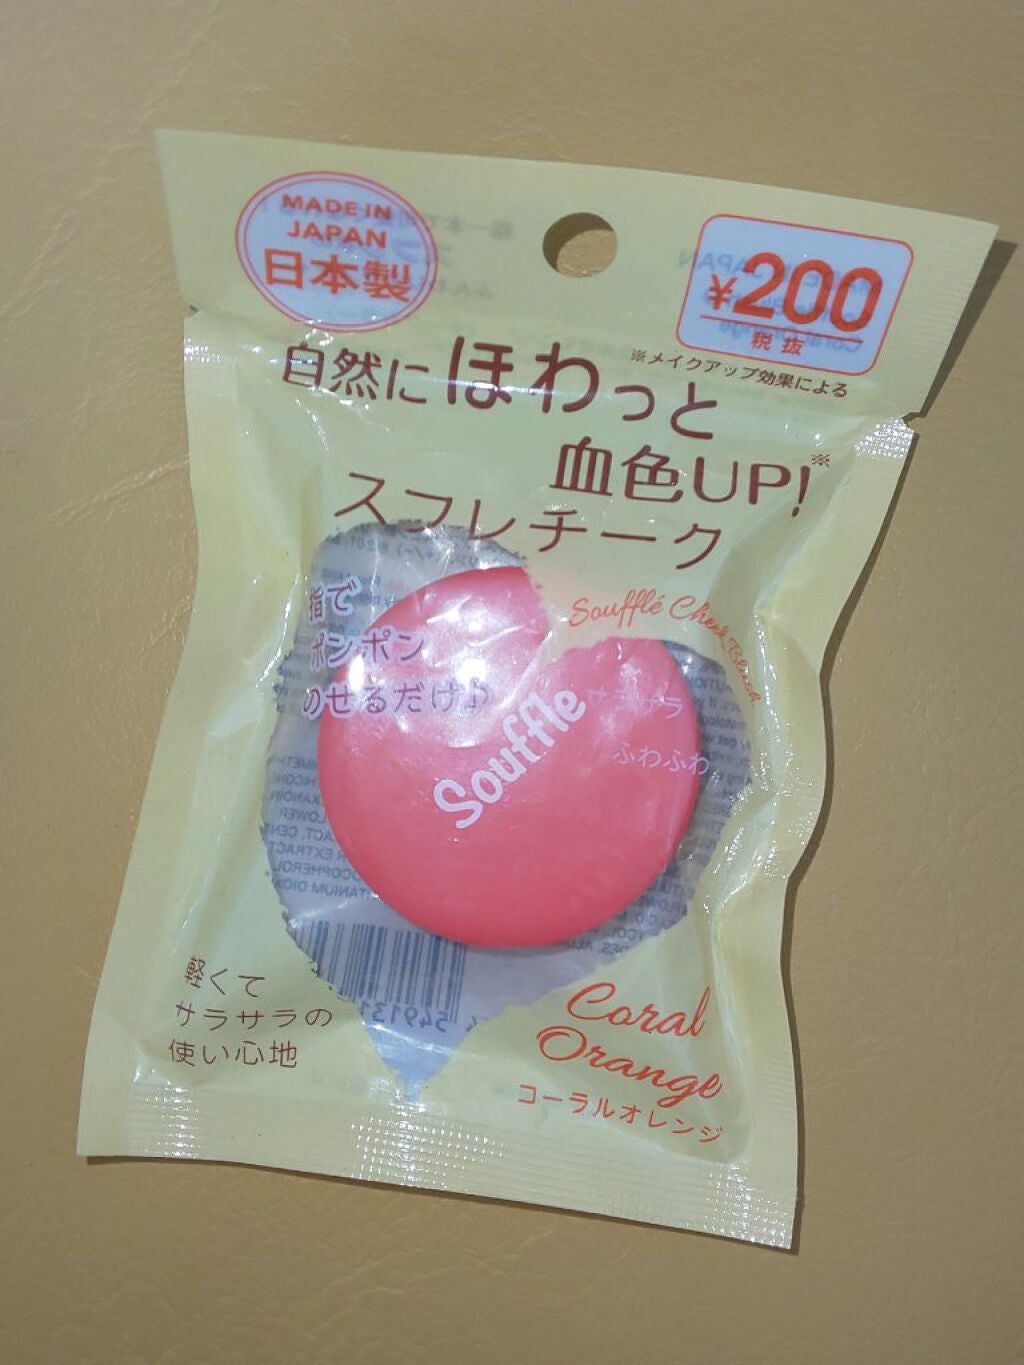 MADE IN
JAPAN
日本製
¥200
税抜
※メイクアップ効果による
自然にほわっと
血色UP!※
スフレチーク
Soufflé Cheek Blush
指で
ポンポン
のせるだけ♪
サラサラ
ふわふわ
Souffle
軽くて
サラサラの
使い心地
Coral
Orange
コーラルオレンジ